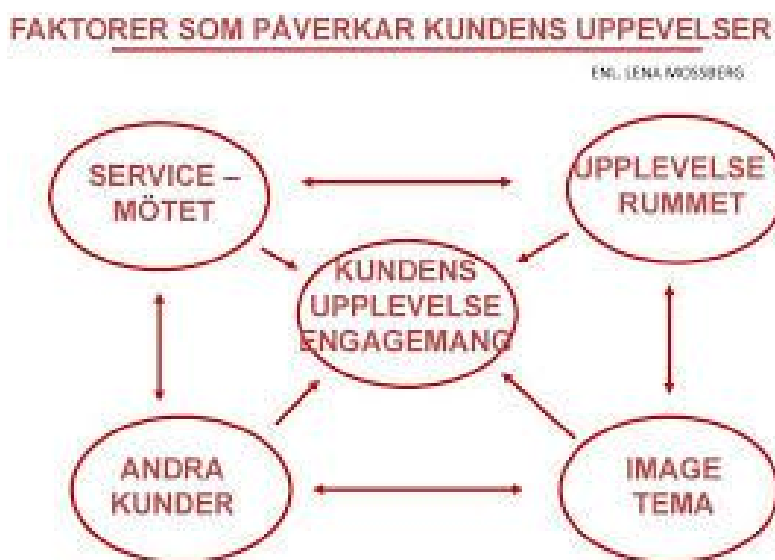 FAKTORER SOM PÅVERKAR KUNDENS UPPEVELSER
ENL. LENA MOSSBERG
SERVICE –
MÖTET
UPPLEVELSE
RUMMET
KUNDENS
UPPLEVELSE
ENGAGEMANG
ANDRA
KUNDER
IMAGE
TEMA